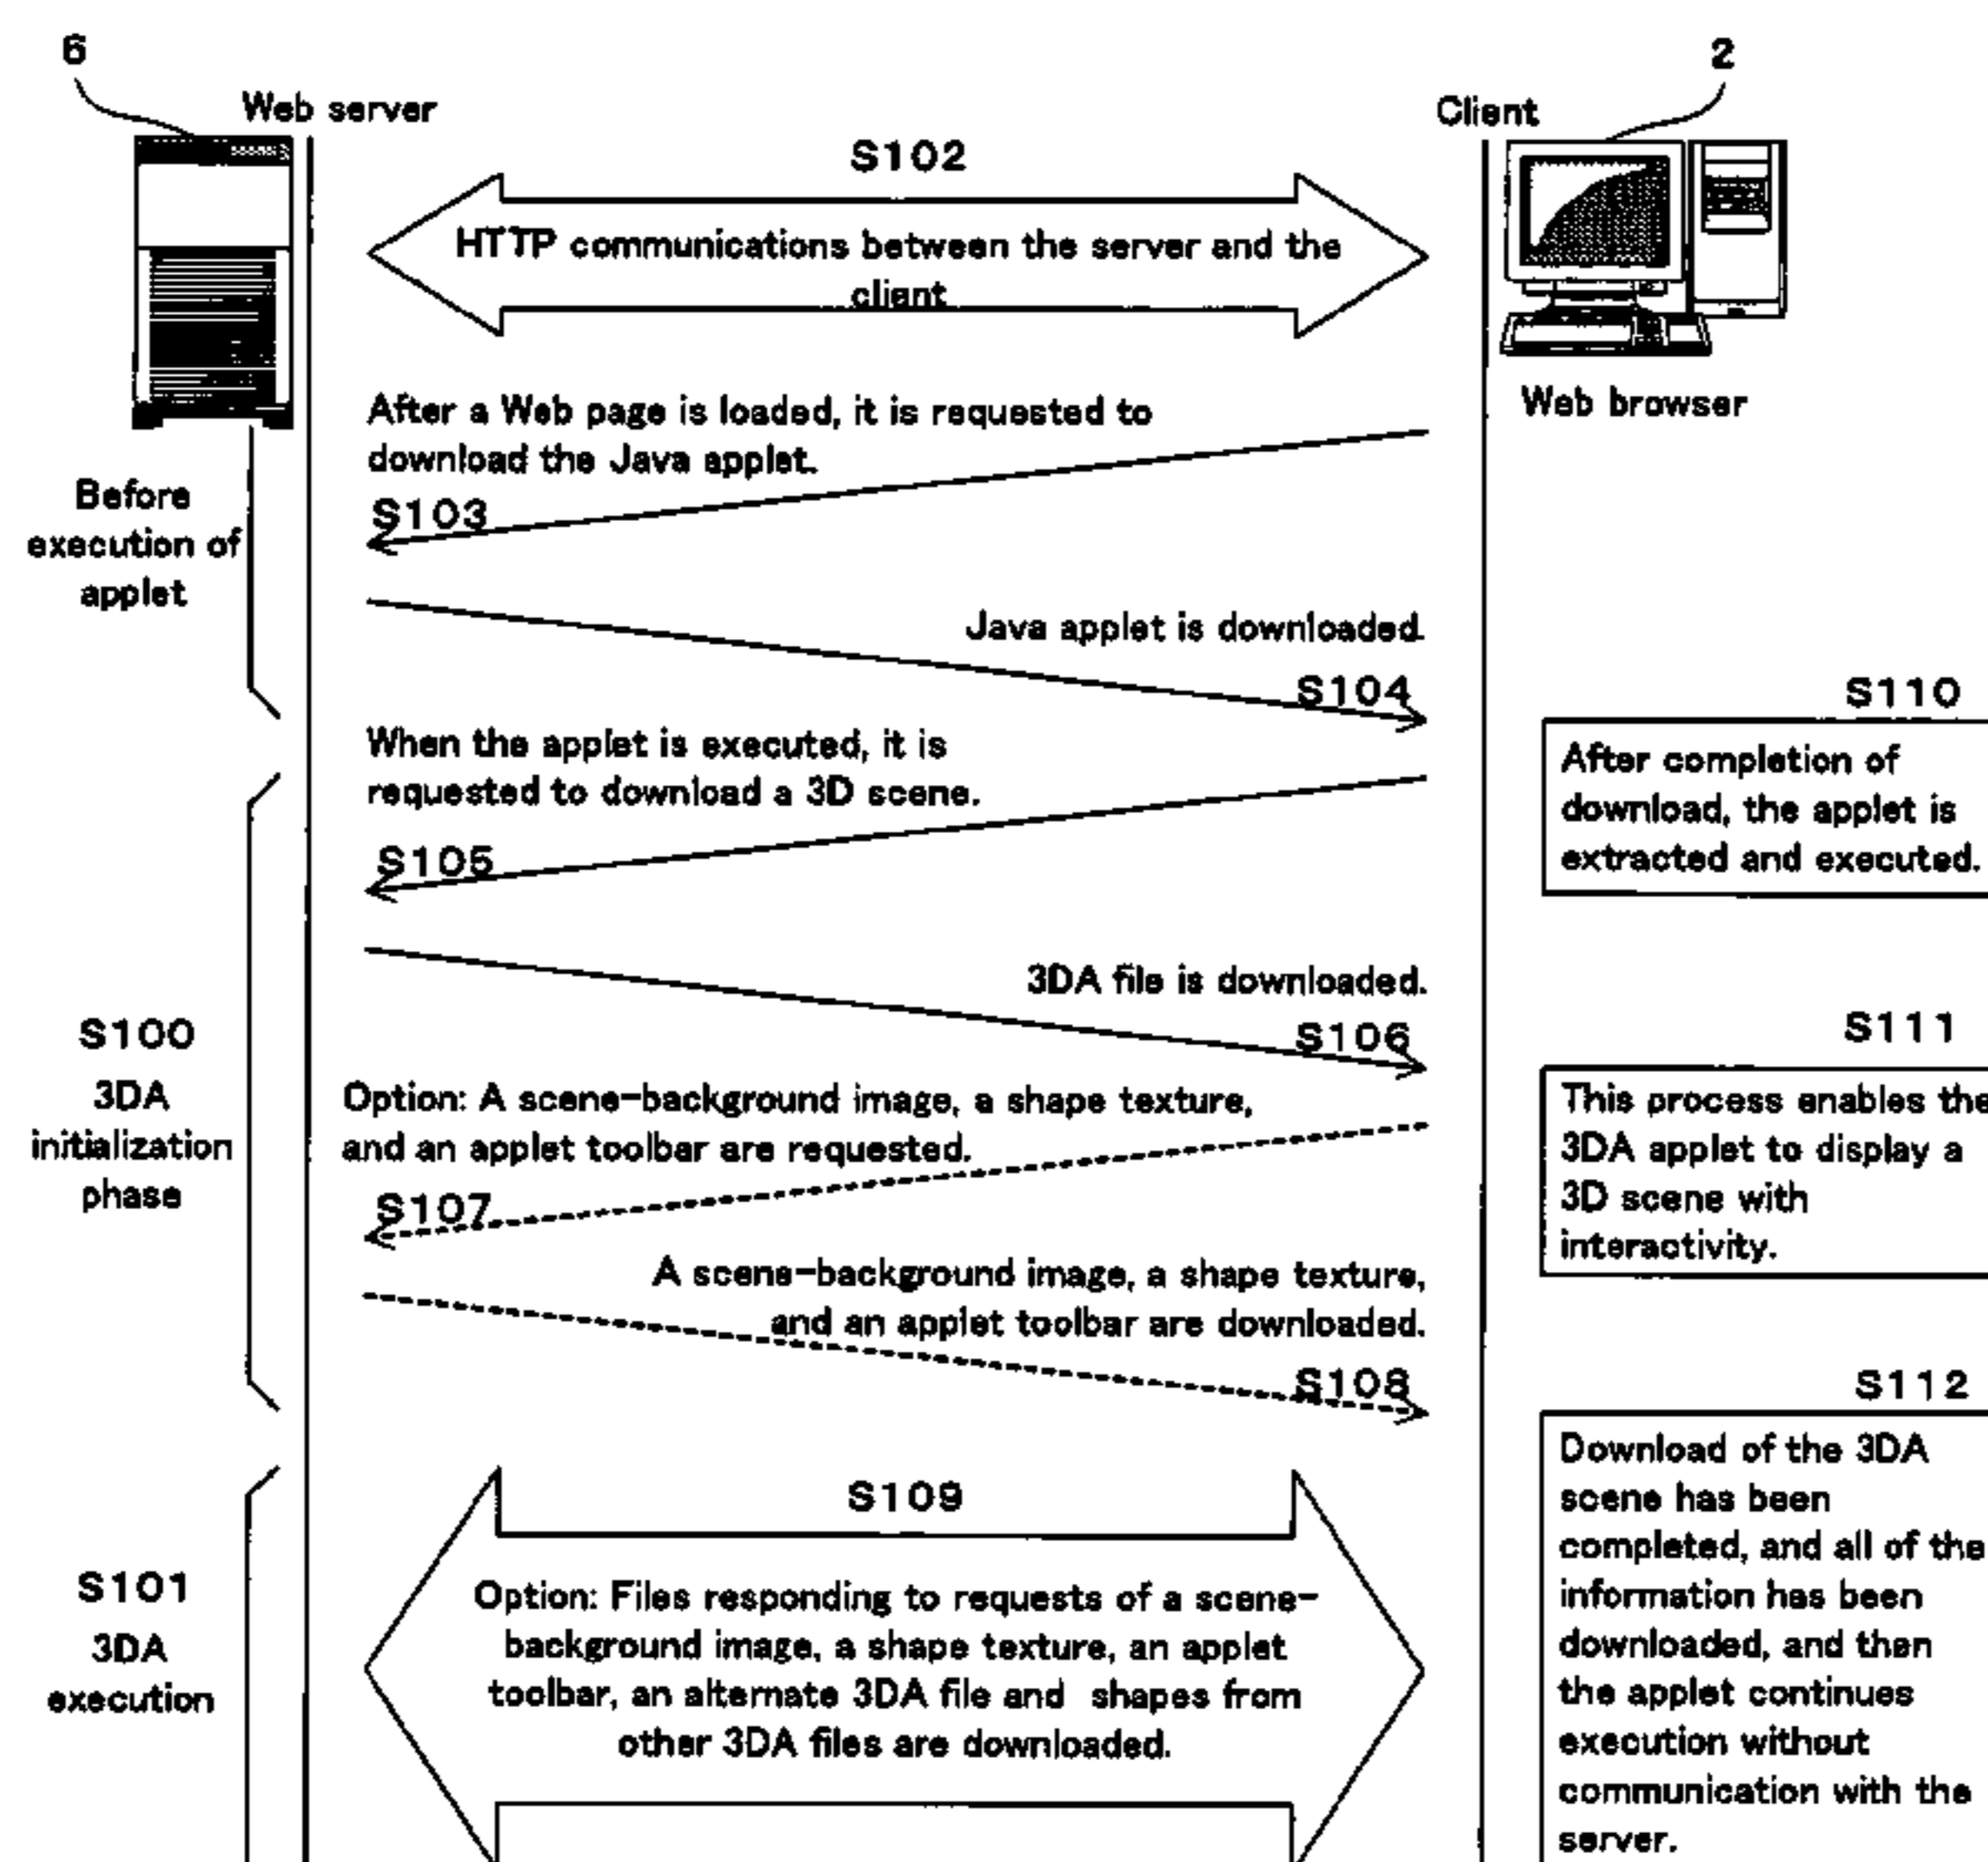 6
Web server
2
Client
S102
HTTP communications between the server and the
client
Web browser
After a Web page is loaded, it is requested to
download the Java applet.
S103
Before
execution of
applet
Java applet is downloaded.
S104
S110
After completion of
download, the applet is
extracted and executed.
When the applet is executed, it is
requested to download a 3D scene.
S105
3DA file is downloaded.
S106
S100
3DA
initialization
phase
S111
This process enables the
3DA applet to display a
3D scene with
interactivity.
Option: A scene-background image, a shape texture,
and an applet toolbar are requested.
S107
A scene-background image, a shape texture,
and an applet toolbar are downloaded.
S108
S112
Download of the 3DA
scene has been
completed, and all of the
information has been
downloaded, and then
the applet continues
execution without
communication with the
server.
S109
Option: Files responding to requests of a scene-
background image, a shape texture, an applet
toolbar, an alternate 3DA file and shapes from
other 3DA files are downloaded.
S101
3DA
execution